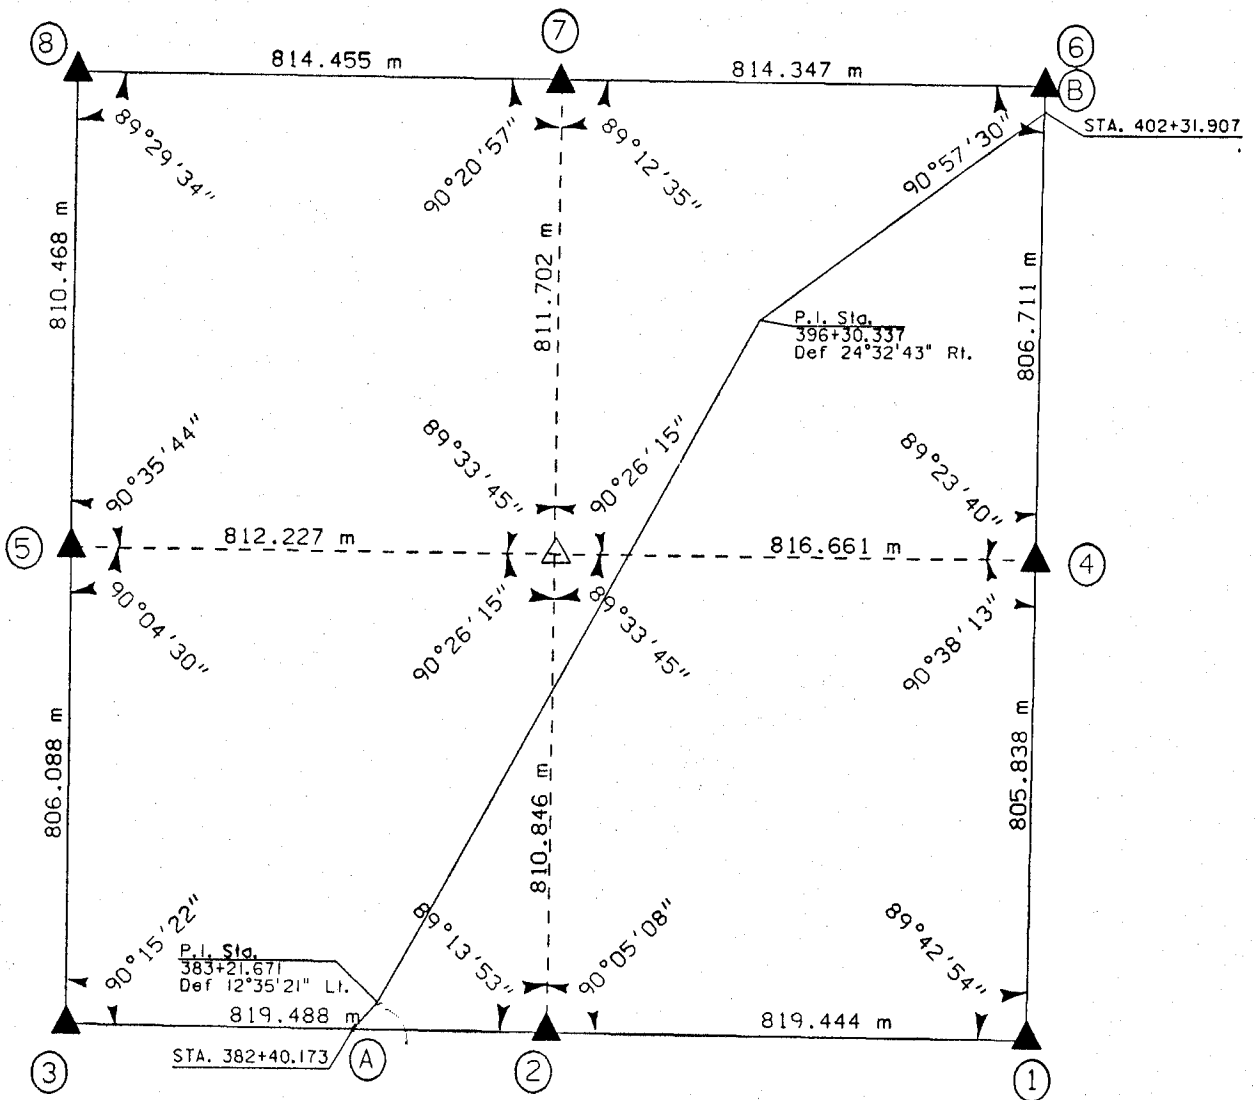 8
7
6
B
814.455 m
814.347 m
STA. 402+31.907
89°29'34"
90°20'57"
89°12'35"
90°57'30"
810.468 m
811.702 m
806.711 m
P.I. Sta.
396+30.337
Def 24°32'43" Rt.
90°35'44"
89°33'45"
90°26'15"
89°23'40"
5
812.227 m
816.661 m
4
90°04'30"
90°26'15"
89°33'45"
90°38'13"
806.088 m
810.846 m
805.838 m
90°15'22"
89°13'53"
90°05'08"
89°42'54"
P.I. Sta.
383+21.671
Def 12°35'21" Lt.
819.488 m
819.444 m
STA. 382+40.173
3
A
2
1